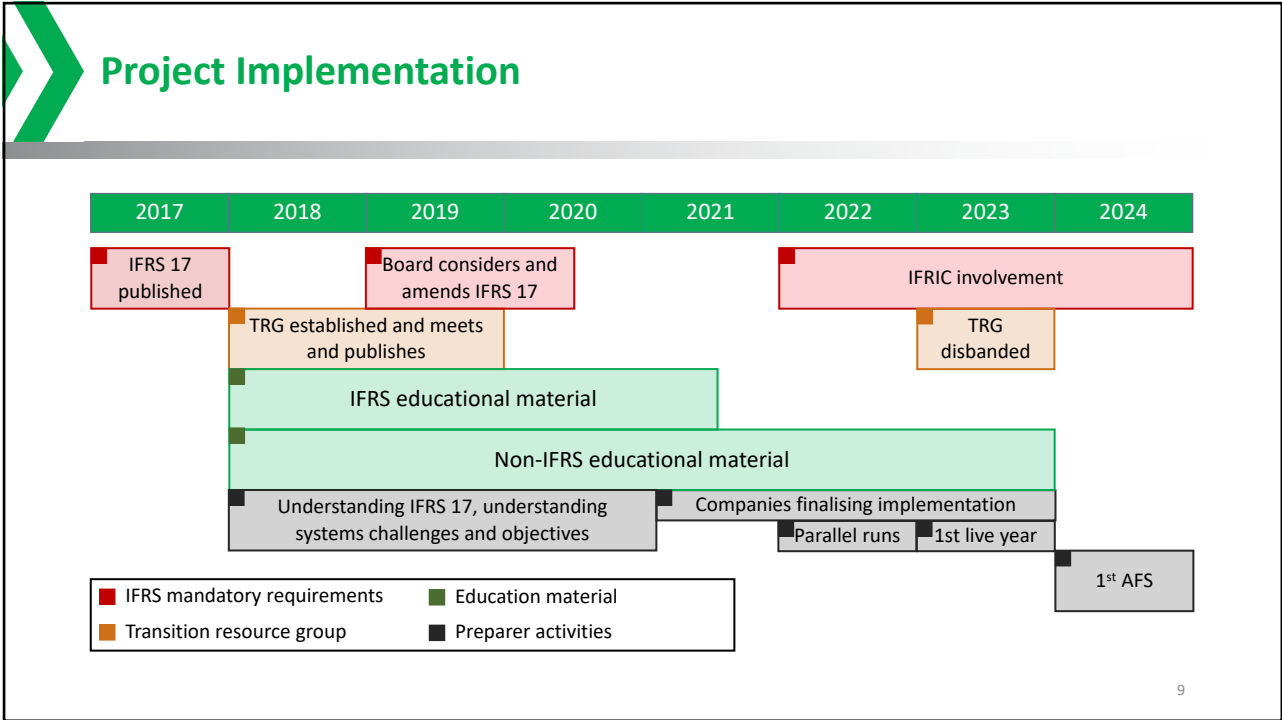 Project Implementation
2017 2018 2019 2020 2021 2022 2023 2024
IFRS 17
published
Board considers and
amends IFRS 17
IFRIC involvement
TRG established and meets
and publishes
TRG
disbanded
IFRS educational material
Non-IFRS educational material
Understanding IFRS 17, understanding
systems challenges and objectives
Companies finalising implementation
Parallel runs
1st live year
1st AFS
IFRS mandatory requirements
Education material
Transition resource group
Preparer activities
9